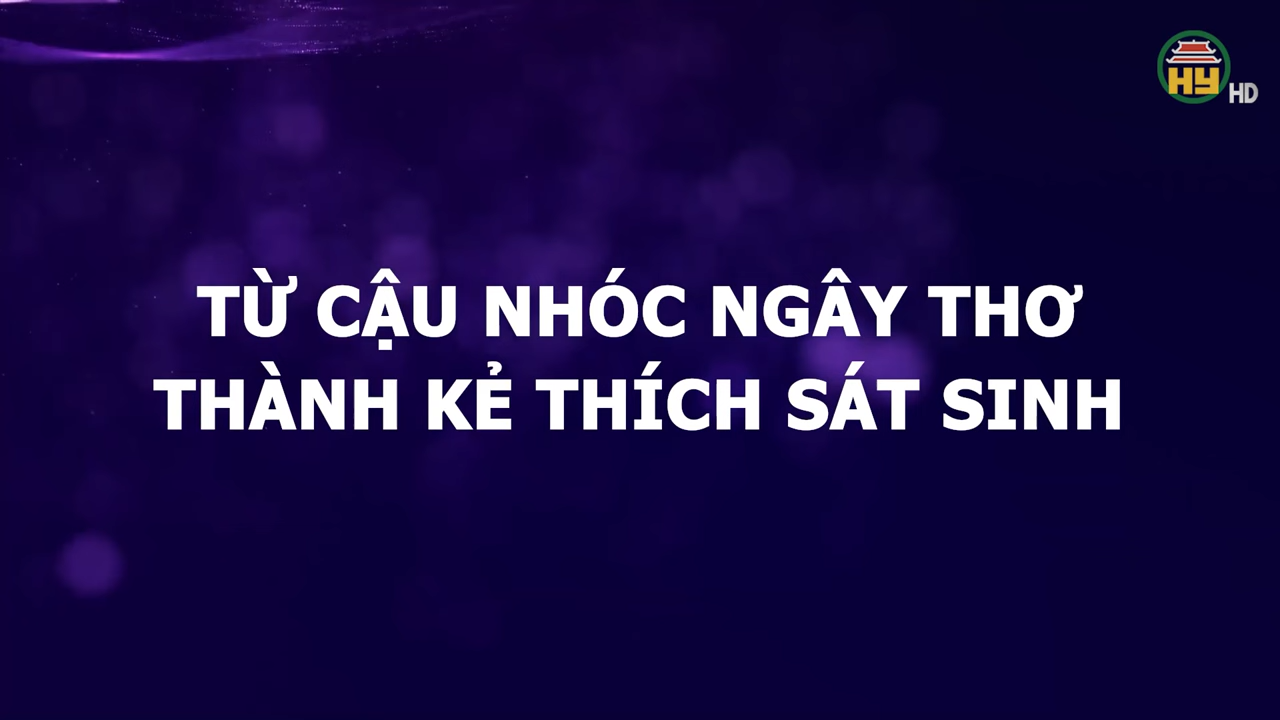 HY HD
TỪ CẬU NHÓC NGÂY THƠ
THÀNH KẺ THÍCH SÁT SINH